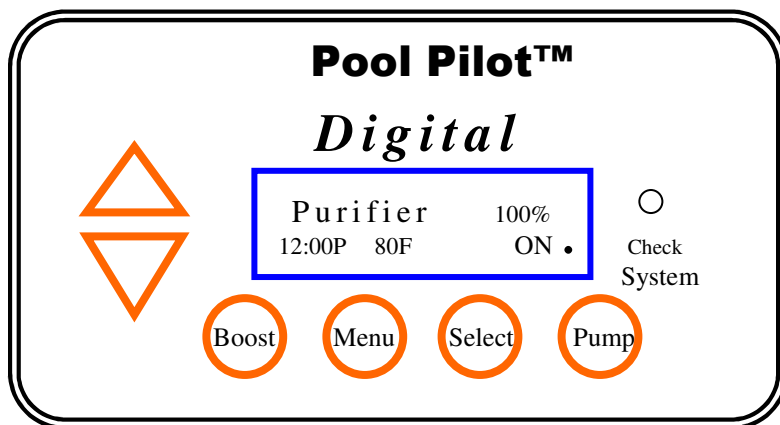 Pool Pilot™
Digital
Purifier 100%
12:00P 80F ON •
Check
System
Boost Menu Select Pump